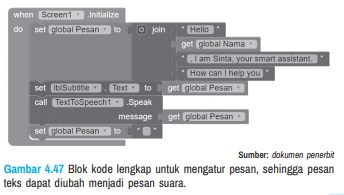 when Screen1 .Initialize
do set global Pesan to join " Hello "
get global Nama
" , I am Sinta, your smart assistant. "
" How can I help you "
set lblSubtitle . Text to get global Pesan
call TextToSpeech1 .Speak
message get global Pesan
set global Pesan to " "
Sumber: dokumen penerbit
Gambar 4.47 Blok kode lengkap untuk mengatur pesan, sehingga pesan
teks dapat diubah menjadi pesan suara.